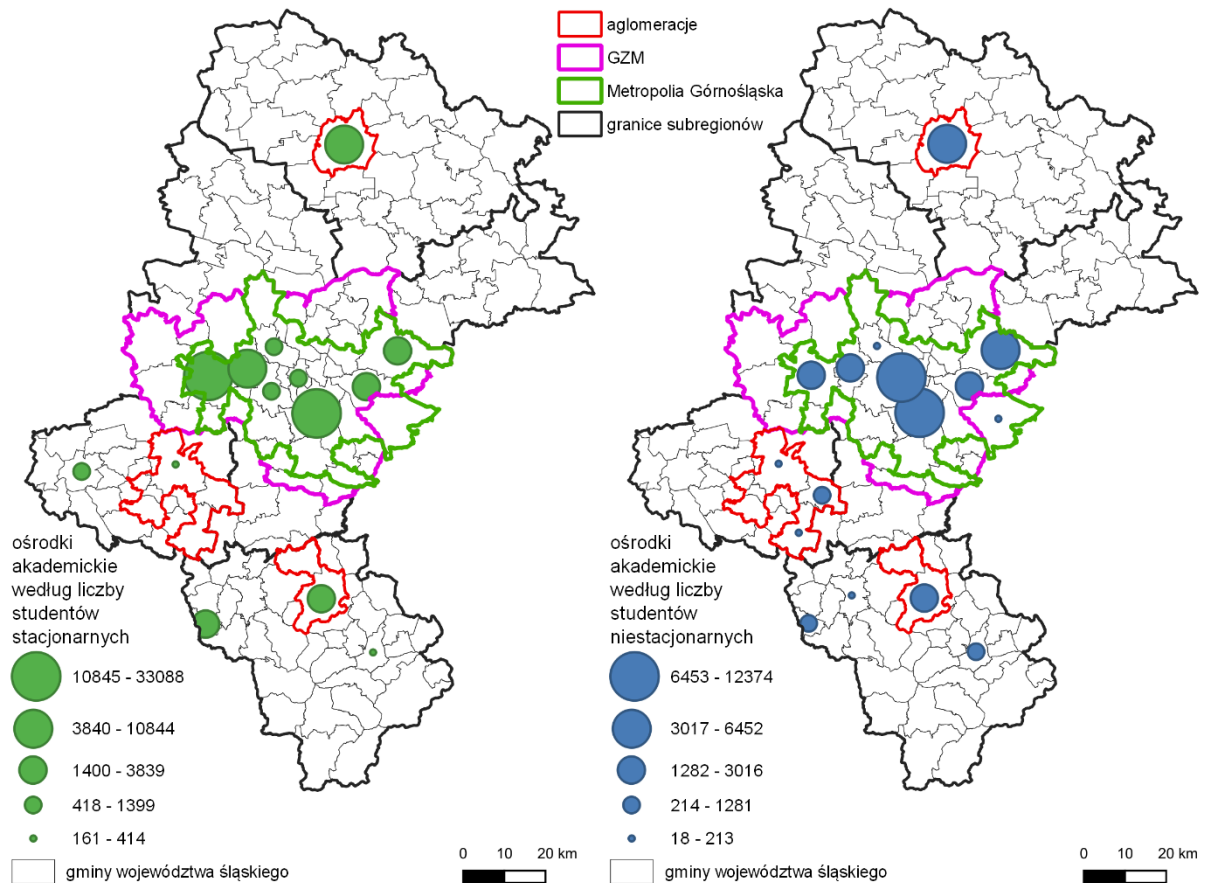 aglomeracje
GZM
Metropolia Górnośląska
granice subregionów
ośrodki
akademickie
według liczby
studentów
stacjonarnych
10845 - 33088
3840 - 10844
1400 - 3839
418 - 1399
161 - 414
gminy województwa śląskiego
0 10 20 km
ośrodki
akademickie
według liczby
studentów
niestacjonarnych
6453 - 12374
3017 - 6452
1282 - 3016
214 - 1281
18 - 213
gminy województwa śląskiego
0 10 20 km